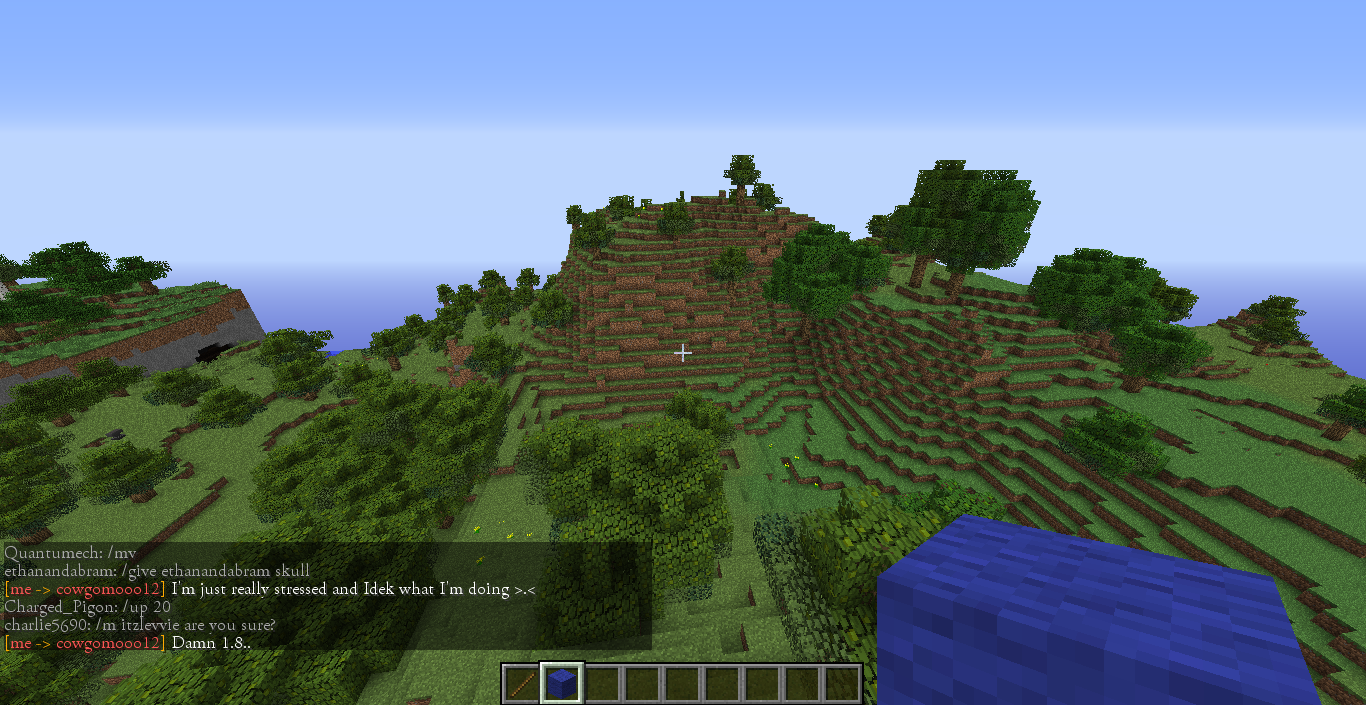 Quantumech: /mv
ethanandabram: /give ethanandabram skull
[me -> cowgomooo12] I'm just really stressed and Idek what I'm doing >.<
Charged_Pigon: /up 20
charlie5690: /m itzlevvie are you sure?
[me -> cowgomooo12] Damn 1.8..